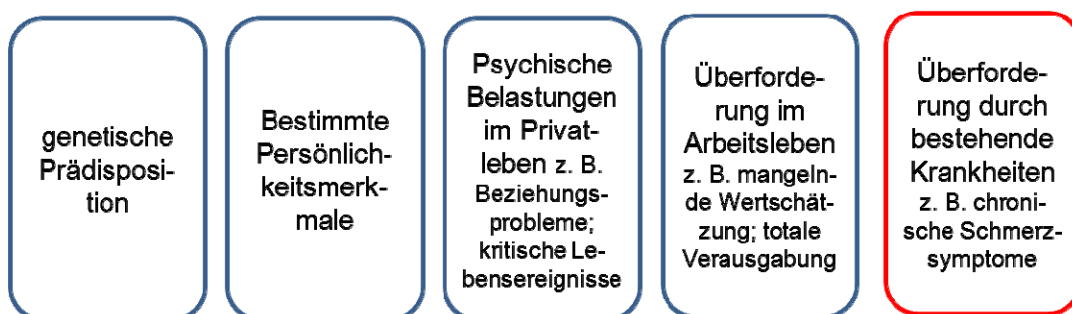 genetische
Prädisposi-
tion
Bestimmte
Persönlich-
keitsmerk-
male
Psychische
Belastungen
im Privat-
leben z. B.
Beziehungs-
probleme;
kritische Le-
bensereignisse
Überforde-
rung im
Arbeitsleben
z. B. mangeln-
de Wertschät-
zung; totale
Verausgabung
Überforde-
rung durch
bestehende
Krankheiten
z. B. chroni-
sche Schmerz-
symptome